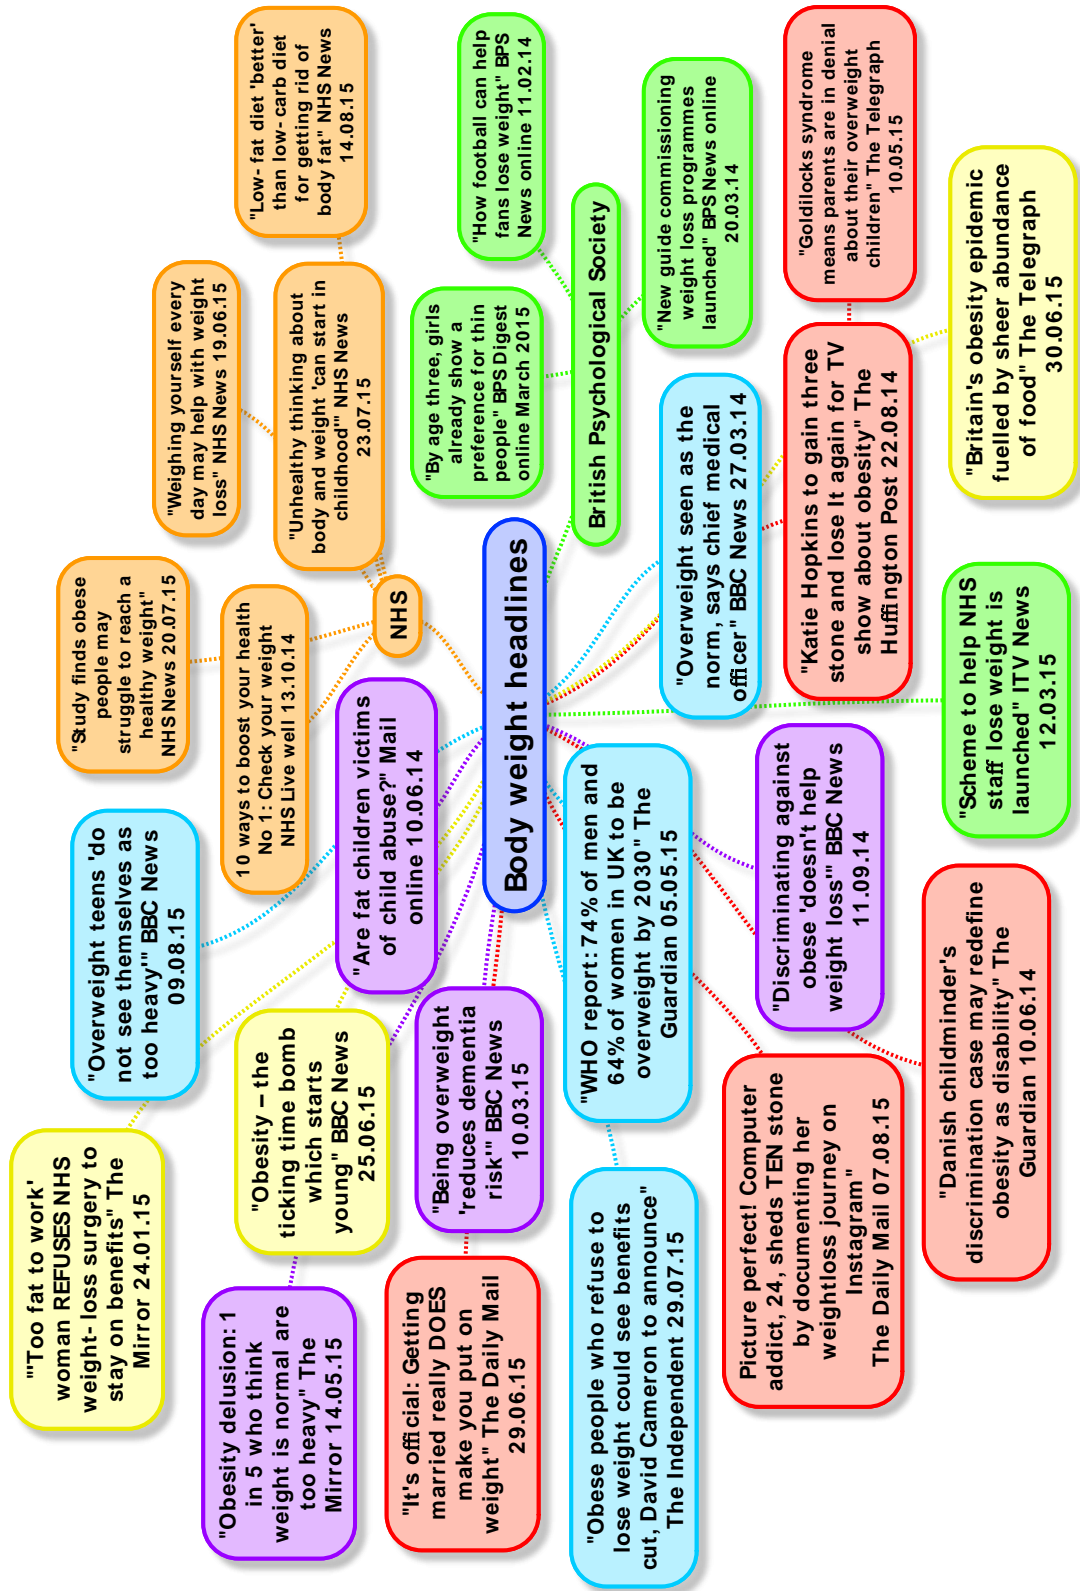 "'Too fat to work'
woman REFUSES NHS
weight- loss surgery to
stay on benefits" The
Mirror 24.01.15
"Overweight teens 'do
not see themselves as
too heavy'" BBC News
09.08.15
"Study finds obese
people may
struggle to reach a
healthy weight"
NHS News 20.07.15
"Weighing yourself every
day may help with weight
loss" NHS News 19.06.15
"Low- fat diet 'better'
than low- carb diet
for getting rid of
body fat" NHS News
14.08.15
"Obesity delusion: 1
in 5 who think
weight is normal are
too heavy" The
Mirror 14.05.15
"Obesity – the
ticking time bomb
which starts
young" BBC News
25.06.15
10 ways to boost your health
No 1: Check your weight
NHS Live well 13.10.14
"Unhealthy thinking about
body and weight 'can start in
childhood'" NHS News
23.07.15
"Are fat children victims
of child abuse?" Mail
online 10.06.14
NHS
"By age three, girls
already show a
preference for thin
people" BPS Digest
online March 2015
"How football can help
fans lose weight" BPS
News online 11.02.14
"It's official: Getting
married really DOES
make you put on
weight" The Daily Mail
29.06.15
"Being overweight
'reduces dementia
risk'" BBC News
10.03.15
Body weight headlines
British Psychological Society
"Obese people who refuse to
lose weight could see benefits
cut, David Cameron to announce"
The Independent 29.07.15
"WHO report: 74% of men and
64% of women in UK to be
overweight by 2030" The
Guardian 05.05.15
"Overweight seen as the
norm, says chief medical
officer" BBC News 27.03.14
"New guide commissioning
weight loss programmes
launched" BPS News online
20.03.14
Picture perfect! Computer
addict, 24, sheds TEN stone
by documenting her
weightloss journey on
Instagram"
The Daily Mail 07.08.15
"Discriminating against
obese 'doesn't help
weight loss'" BBC News
11.09.14
"Katie Hopkins to gain three
stone and lose It again for TV
show about obesity" The
Huffington Post 22.08.14
"Goldilocks syndrome
means parents are in denial
about their overweight
children" The Telegraph
10.05.15
"Danish childminder's
discrimination case may redefine
obesity as disability" The
Guardian 10.06.14
"Scheme to help NHS
staff lose weight is
launched" ITV News
12.03.15
"Britain's obesity epidemic
fuelled by sheer abundance
of food" The Telegraph
30.06.15